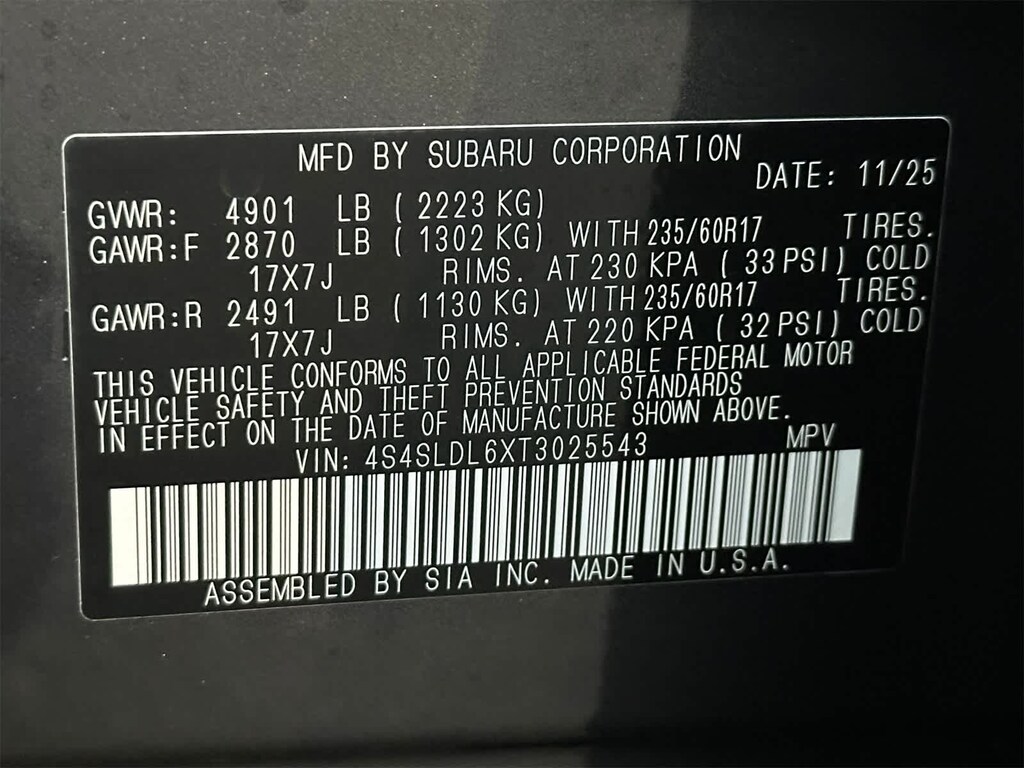 MFD BY SUBARU CORPORATION
DATE: 11/25
GVWR: 4901 LB ( 2223 KG)
GAWR:F 2870 LB ( 1302 KG) WITH 235/60R17 TIRES.
17X7J RIMS. AT 230 KPA ( 33 PSI) COLD
GAWR:R 2491 LB ( 1130 KG) WITH 235/60R17 TIRES.
17X7J RIMS. AT 220 KPA ( 32 PSI) COLD
THIS VEHICLE CONFORMS TO ALL APPLICABLE FEDERAL MOTOR
VEHICLE SAFETY AND THEFT PREVENTION STANDARDS
IN EFFECT ON THE DATE OF MANUFACTURE SHOWN ABOVE.
VIN: 4S4SLDL6XT3025543 MPV
ASSEMBLED BY SIA INC. MADE IN U.S.A.